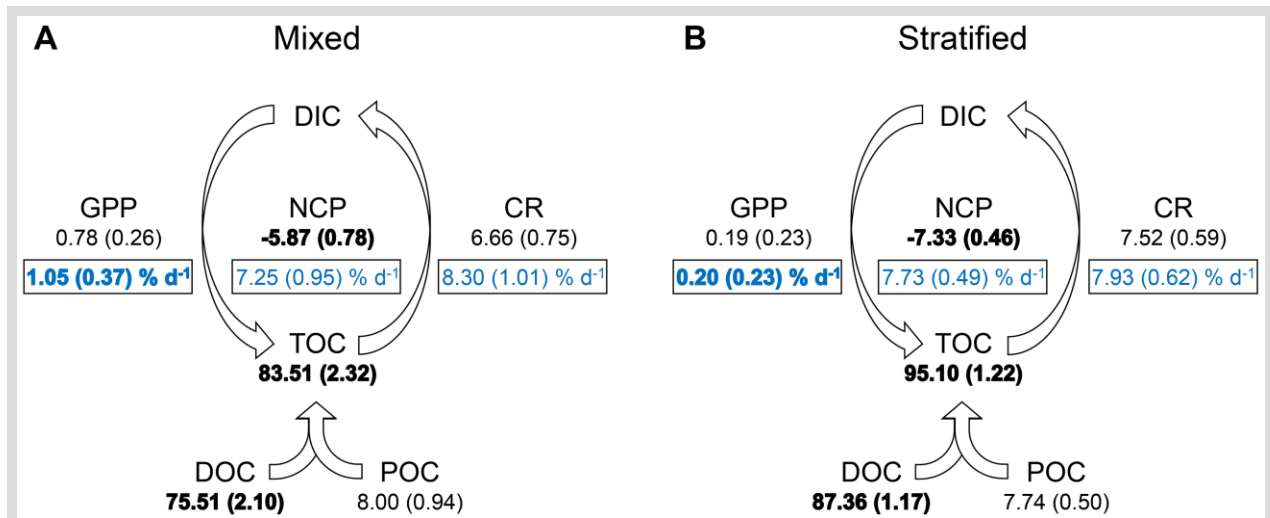 A Mixed
DIC
GPP NCP CR
0.78 (0.26) -5.87 (0.78) 6.66 (0.75)
1.05 (0.37) % d⁻¹ 7.25 (0.95) % d⁻¹ 8.30 (1.01) % d⁻¹
TOC
83.51 (2.32)
DOC POC
75.51 (2.10) 8.00 (0.94)
B Stratified
DIC
GPP NCP CR
0.19 (0.23) -7.33 (0.46) 7.52 (0.59)
0.20 (0.23) % d⁻¹ 7.73 (0.49) % d⁻¹ 7.93 (0.62) % d⁻¹
TOC
95.10 (1.22)
DOC POC
87.36 (1.17) 7.74 (0.50)